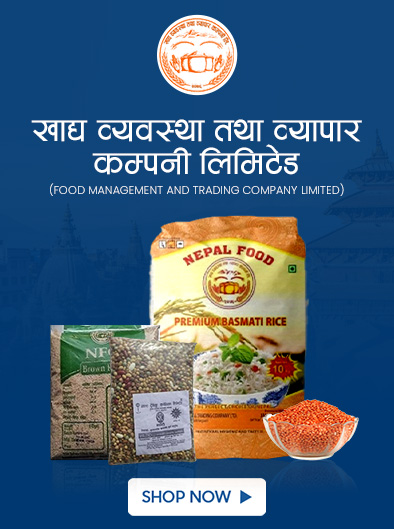 खाद्य व्यवस्था तथा व्यापार
कम्पनी लिमिटेड
(FOOD MANAGEMENT AND TRADING COMPANY LIMITED)
NEPAL FOOD
PREMIUM BASMATI RICE
10
NFC
Brown
SHOP NOW